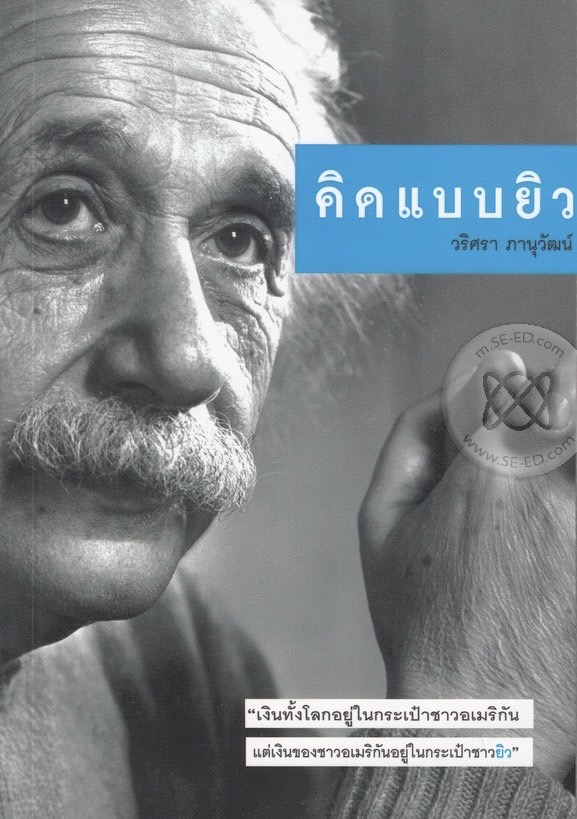 คิดแบบยิว
วริศรา ภานุวัฒน์
m.SE-ED.com
www.SE-ED.com
“เงินทั้งโลกอยู่ในกระเป๋าชาวอเมริกัน
แต่เงินของชาวอเมริกันอยู่ในกระเป๋าชาวยิว”